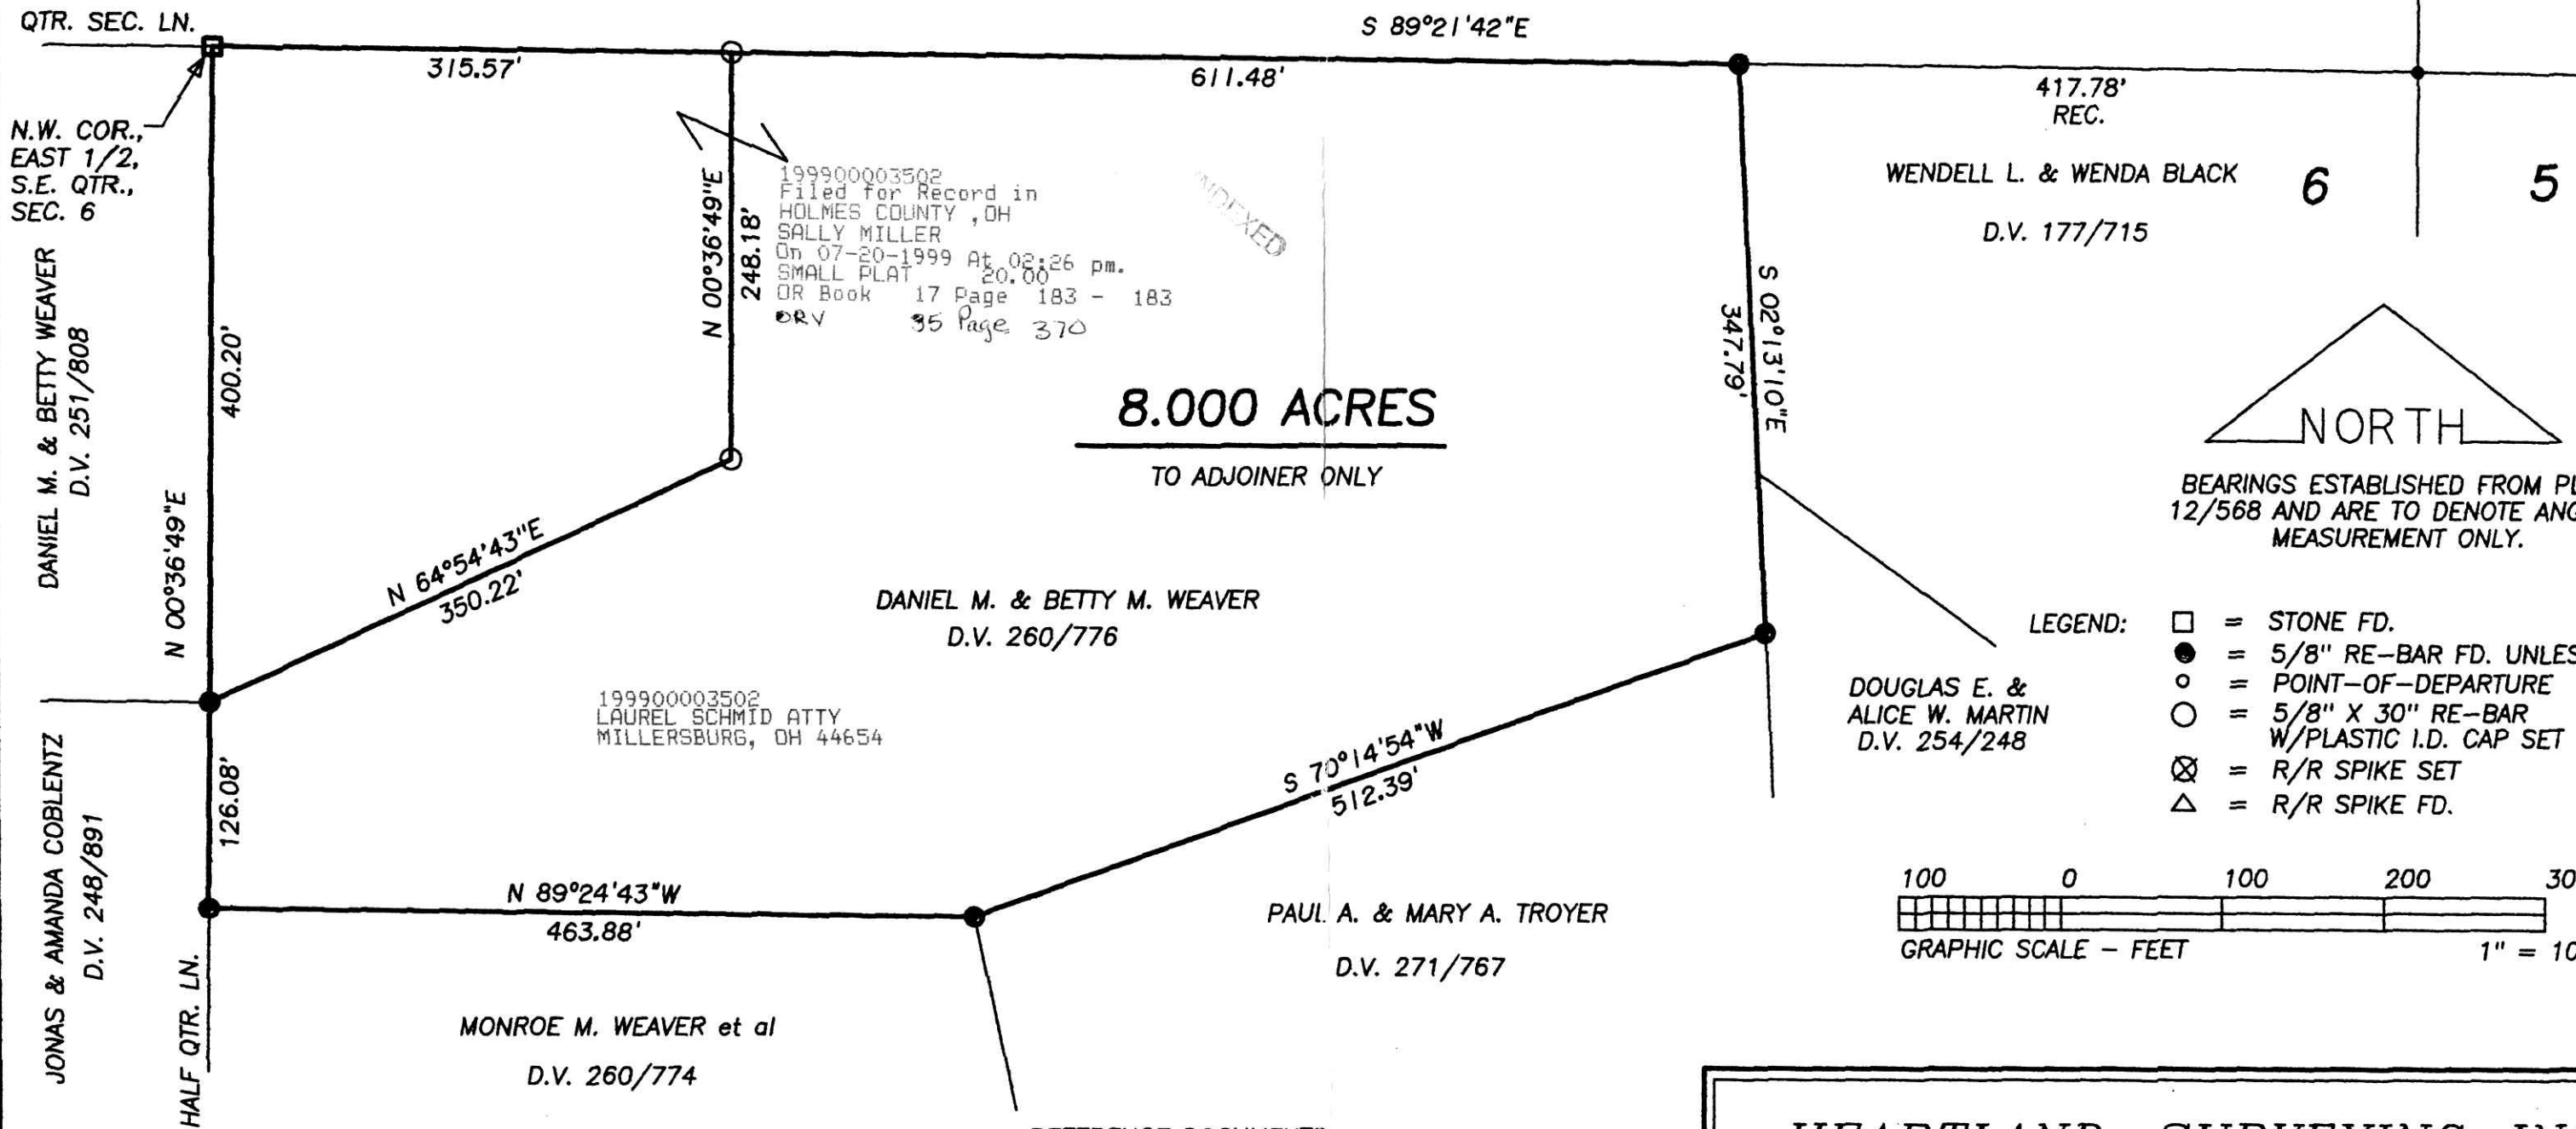 QTR. SEC. LN.
S 89°21'42"E
315.57'
611.48'
417.78'
REC.
N.W. COR.,
EAST 1/2,
S.E. QTR.,
SEC. 6
WENDELL L. & WENDA BLACK
D.V. 177/715
6
5
199900003502
Filed for Record in
HOLMES COUNTY ,OH
SALLY MILLER
On 07-20-1999 At 02:26 pm.
SMALL PLAT 20.00
OR Book 17 Page 183 - 183
ORV 35 Page 370
INDEXED
N 00°36'49"E
248.18'
S 02°13'10"E
347.79'
DANIEL M. & BETTY WEAVER
D.V. 251/808
400.20'
N 00°36'49"E
8.000 ACRES
TO ADJOINER ONLY
NORTH
BEARINGS ESTABLISHED FROM
12/568 AND ARE TO DENOTE
MEASUREMENT ONLY.
N 64°54'43"E
350.22'
DANIEL M. & BETTY M. WEAVER
D.V. 260/776
LEGEND:
□ = STONE FD.
● = 5/8" RE-BAR FD. UNLES
○ = POINT-OF-DEPARTURE
○ = 5/8" X 30" RE-BAR
W/PLASTIC I.D. CAP SET
⊗ = R/R SPIKE SET
△ = R/R SPIKE FD.
199900003502
LAUREL SCHMID ATTY
MILLERSBURG, OH 44654
DOUGLAS E. &
ALICE W. MARTIN
D.V. 254/248
S 70°14'54"W
512.39'
JONAS & AMANDA COBLENTZ
D.V. 248/891
126.08'
N 89°24'43"W
463.88'
PAUL A. & MARY A. TROYER
D.V. 271/767
100 0 100 200 30
GRAPHIC SCALE - FEET 1" = 10
HALF QTR. LN.
MONROE M. WEAVER et al
D.V. 260/774
HEARTLAND SURVEYING